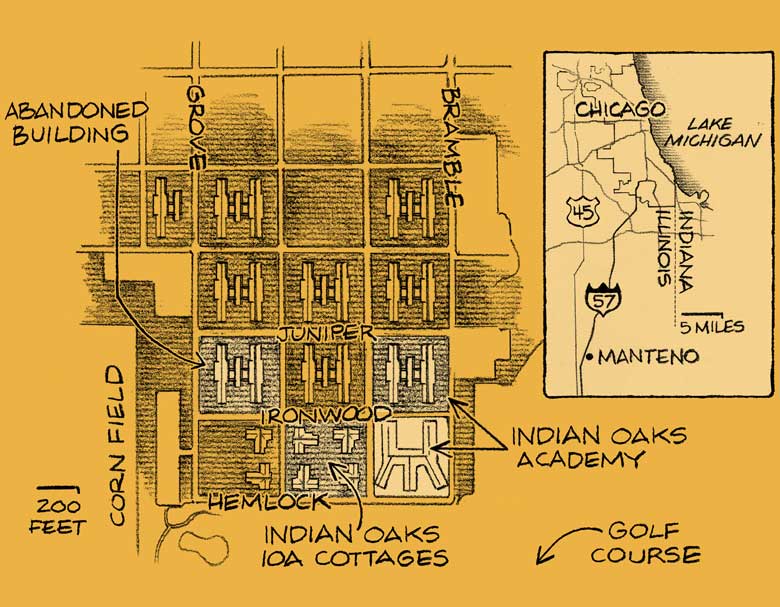 ABANDONED
BUILDING
GROVE
BRAMBLE
JUNIPER
IRONWOOD
HEMLOCK
CORN FIELD
200
FEET
INDIAN OAKS
IOA COTTAGES
INDIAN OAKS
ACADEMY
GOLF
COURSE
CHICAGO
LAKE
MICHIGAN
45
ILLINOIS
INDIANA
57
5 MILES
MANTENO